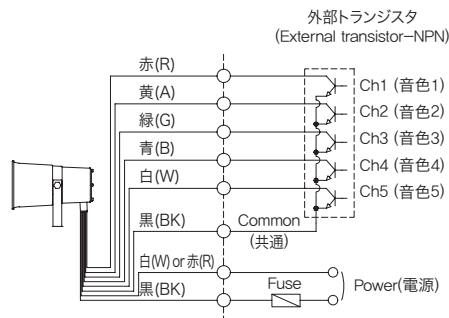 外部トランジスタ
(External transistor-NPN)
赤(R)
黄(A)
緑(G)
青(B)
白(W)
黒(BK)
Ch1 (音色1)
Ch2 (音色2)
Ch3 (音色3)
Ch4 (音色4)
Ch5 (音色5)
Common
(共通)
白(W) or 赤(R)
黒(BK)
Fuse
Power(電源)